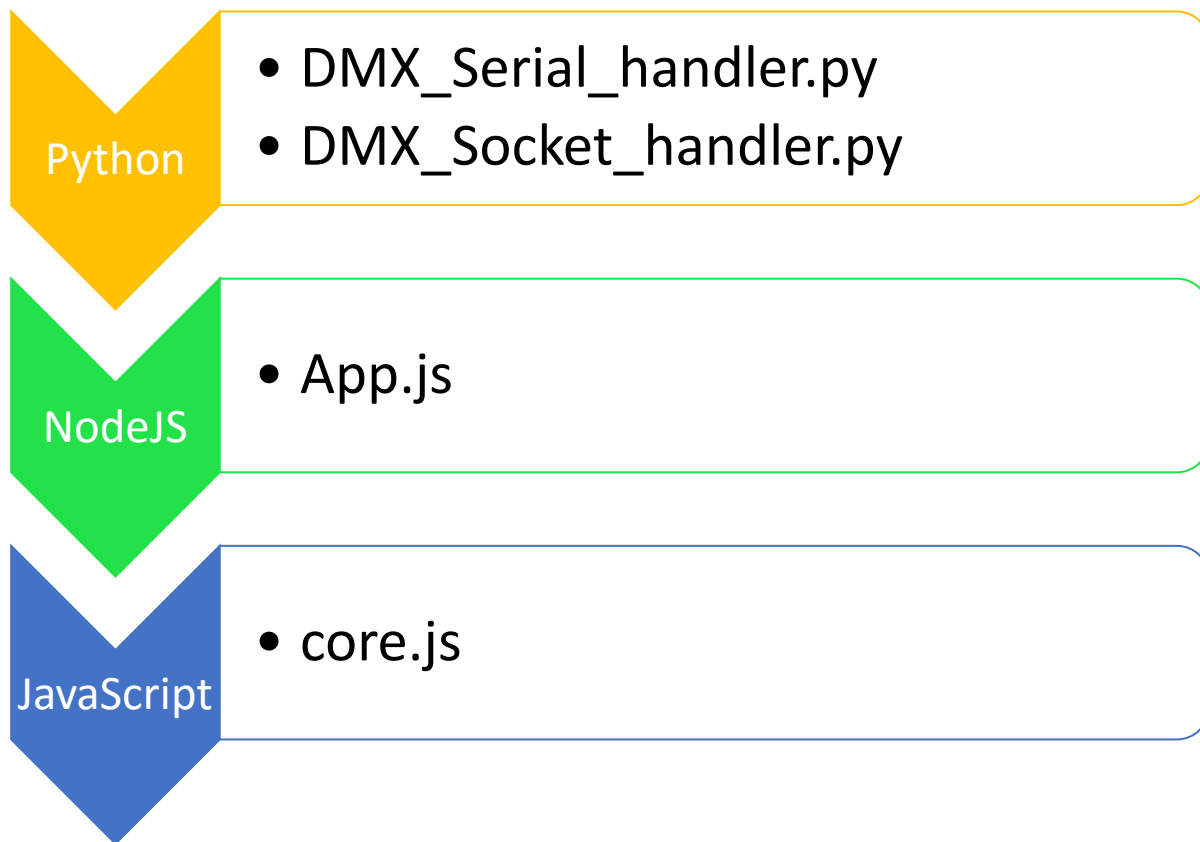 Python
• DMX_Serial_handler.py
• DMX_Socket_handler.py
NodeJS
• App.js
JavaScript
• core.js